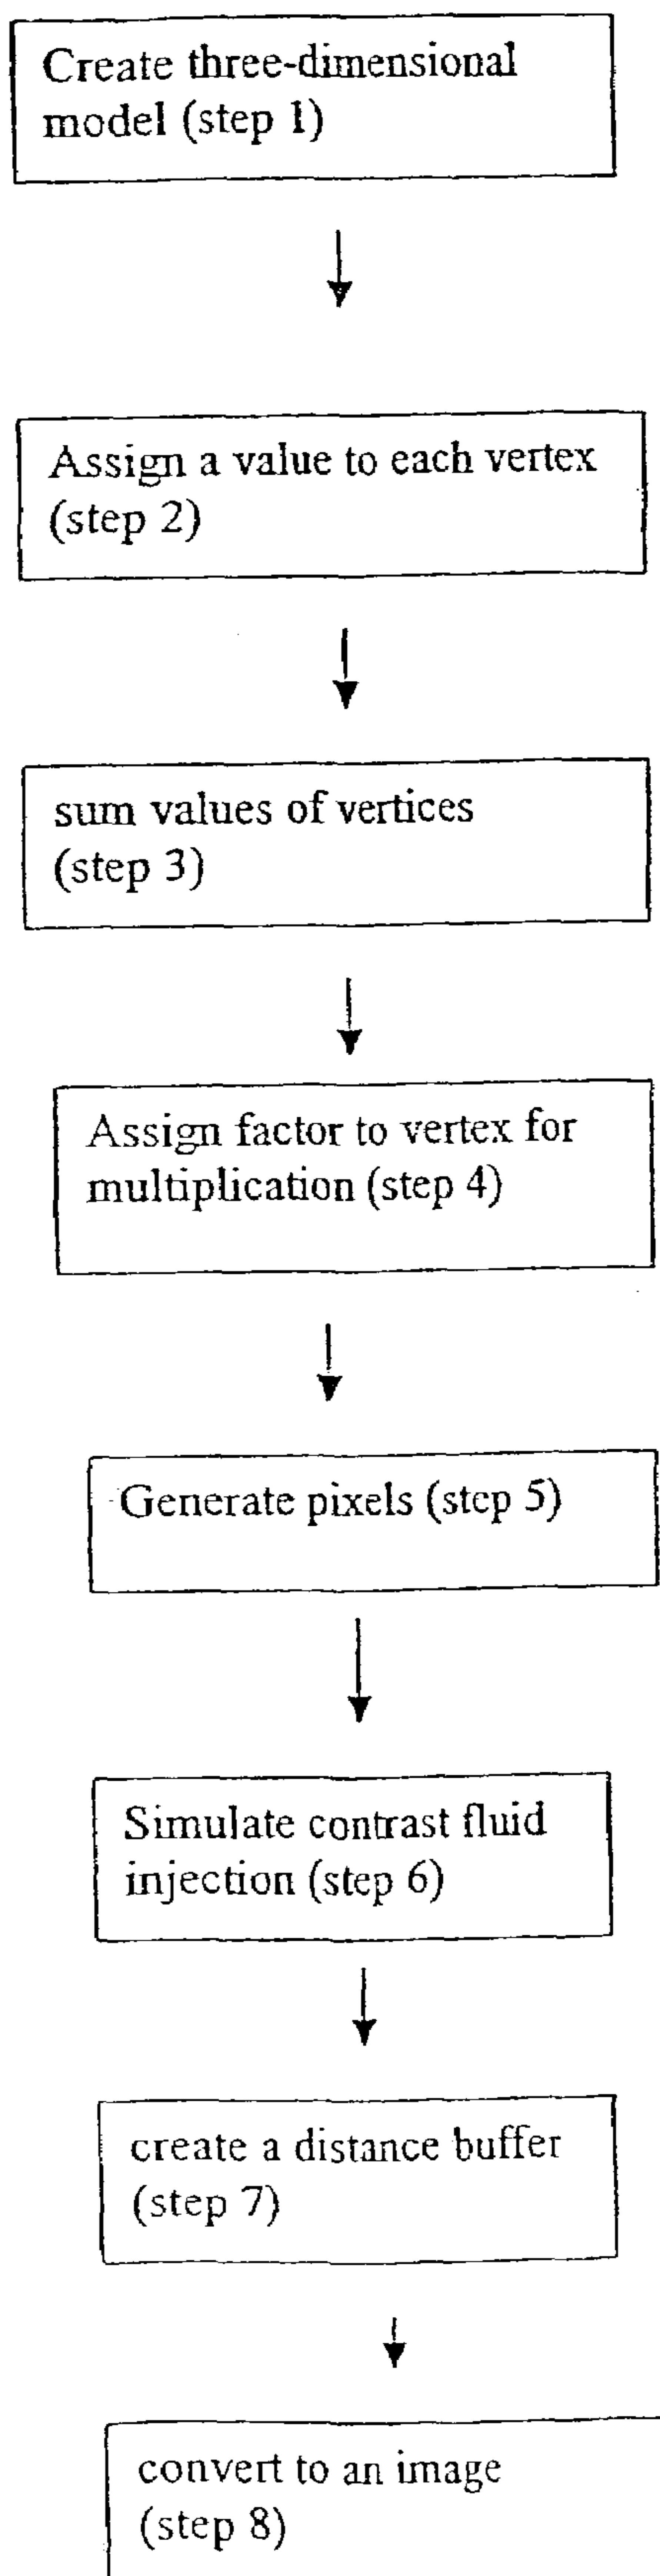 Create three-dimensional
model (step 1)
Assign a value to each vertex
(step 2)
sum values of vertices
(step 3)
Assign factor to vertex for
multiplication (step 4)
Generate pixels (step 5)
Simulate contrast fluid
injection (step 6)
create a distance buffer
(step 7)
convert to an image
(step 8)